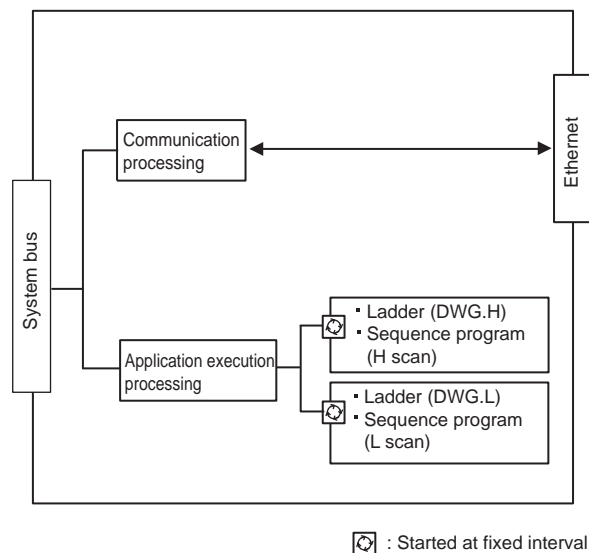 Communication
processing
Ethernet
System bus
▪ Ladder (DWG.H)
▪ Sequence program
(H scan)
Application execution
processing
▪ Ladder (DWG.L)
▪ Sequence program
(L scan)
: Started at fixed interval